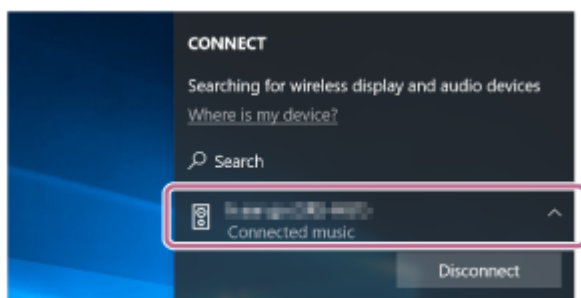 CONNECT
Searching for wireless display and audio devices
Where is my device?
Search
Connected music
Disconnect